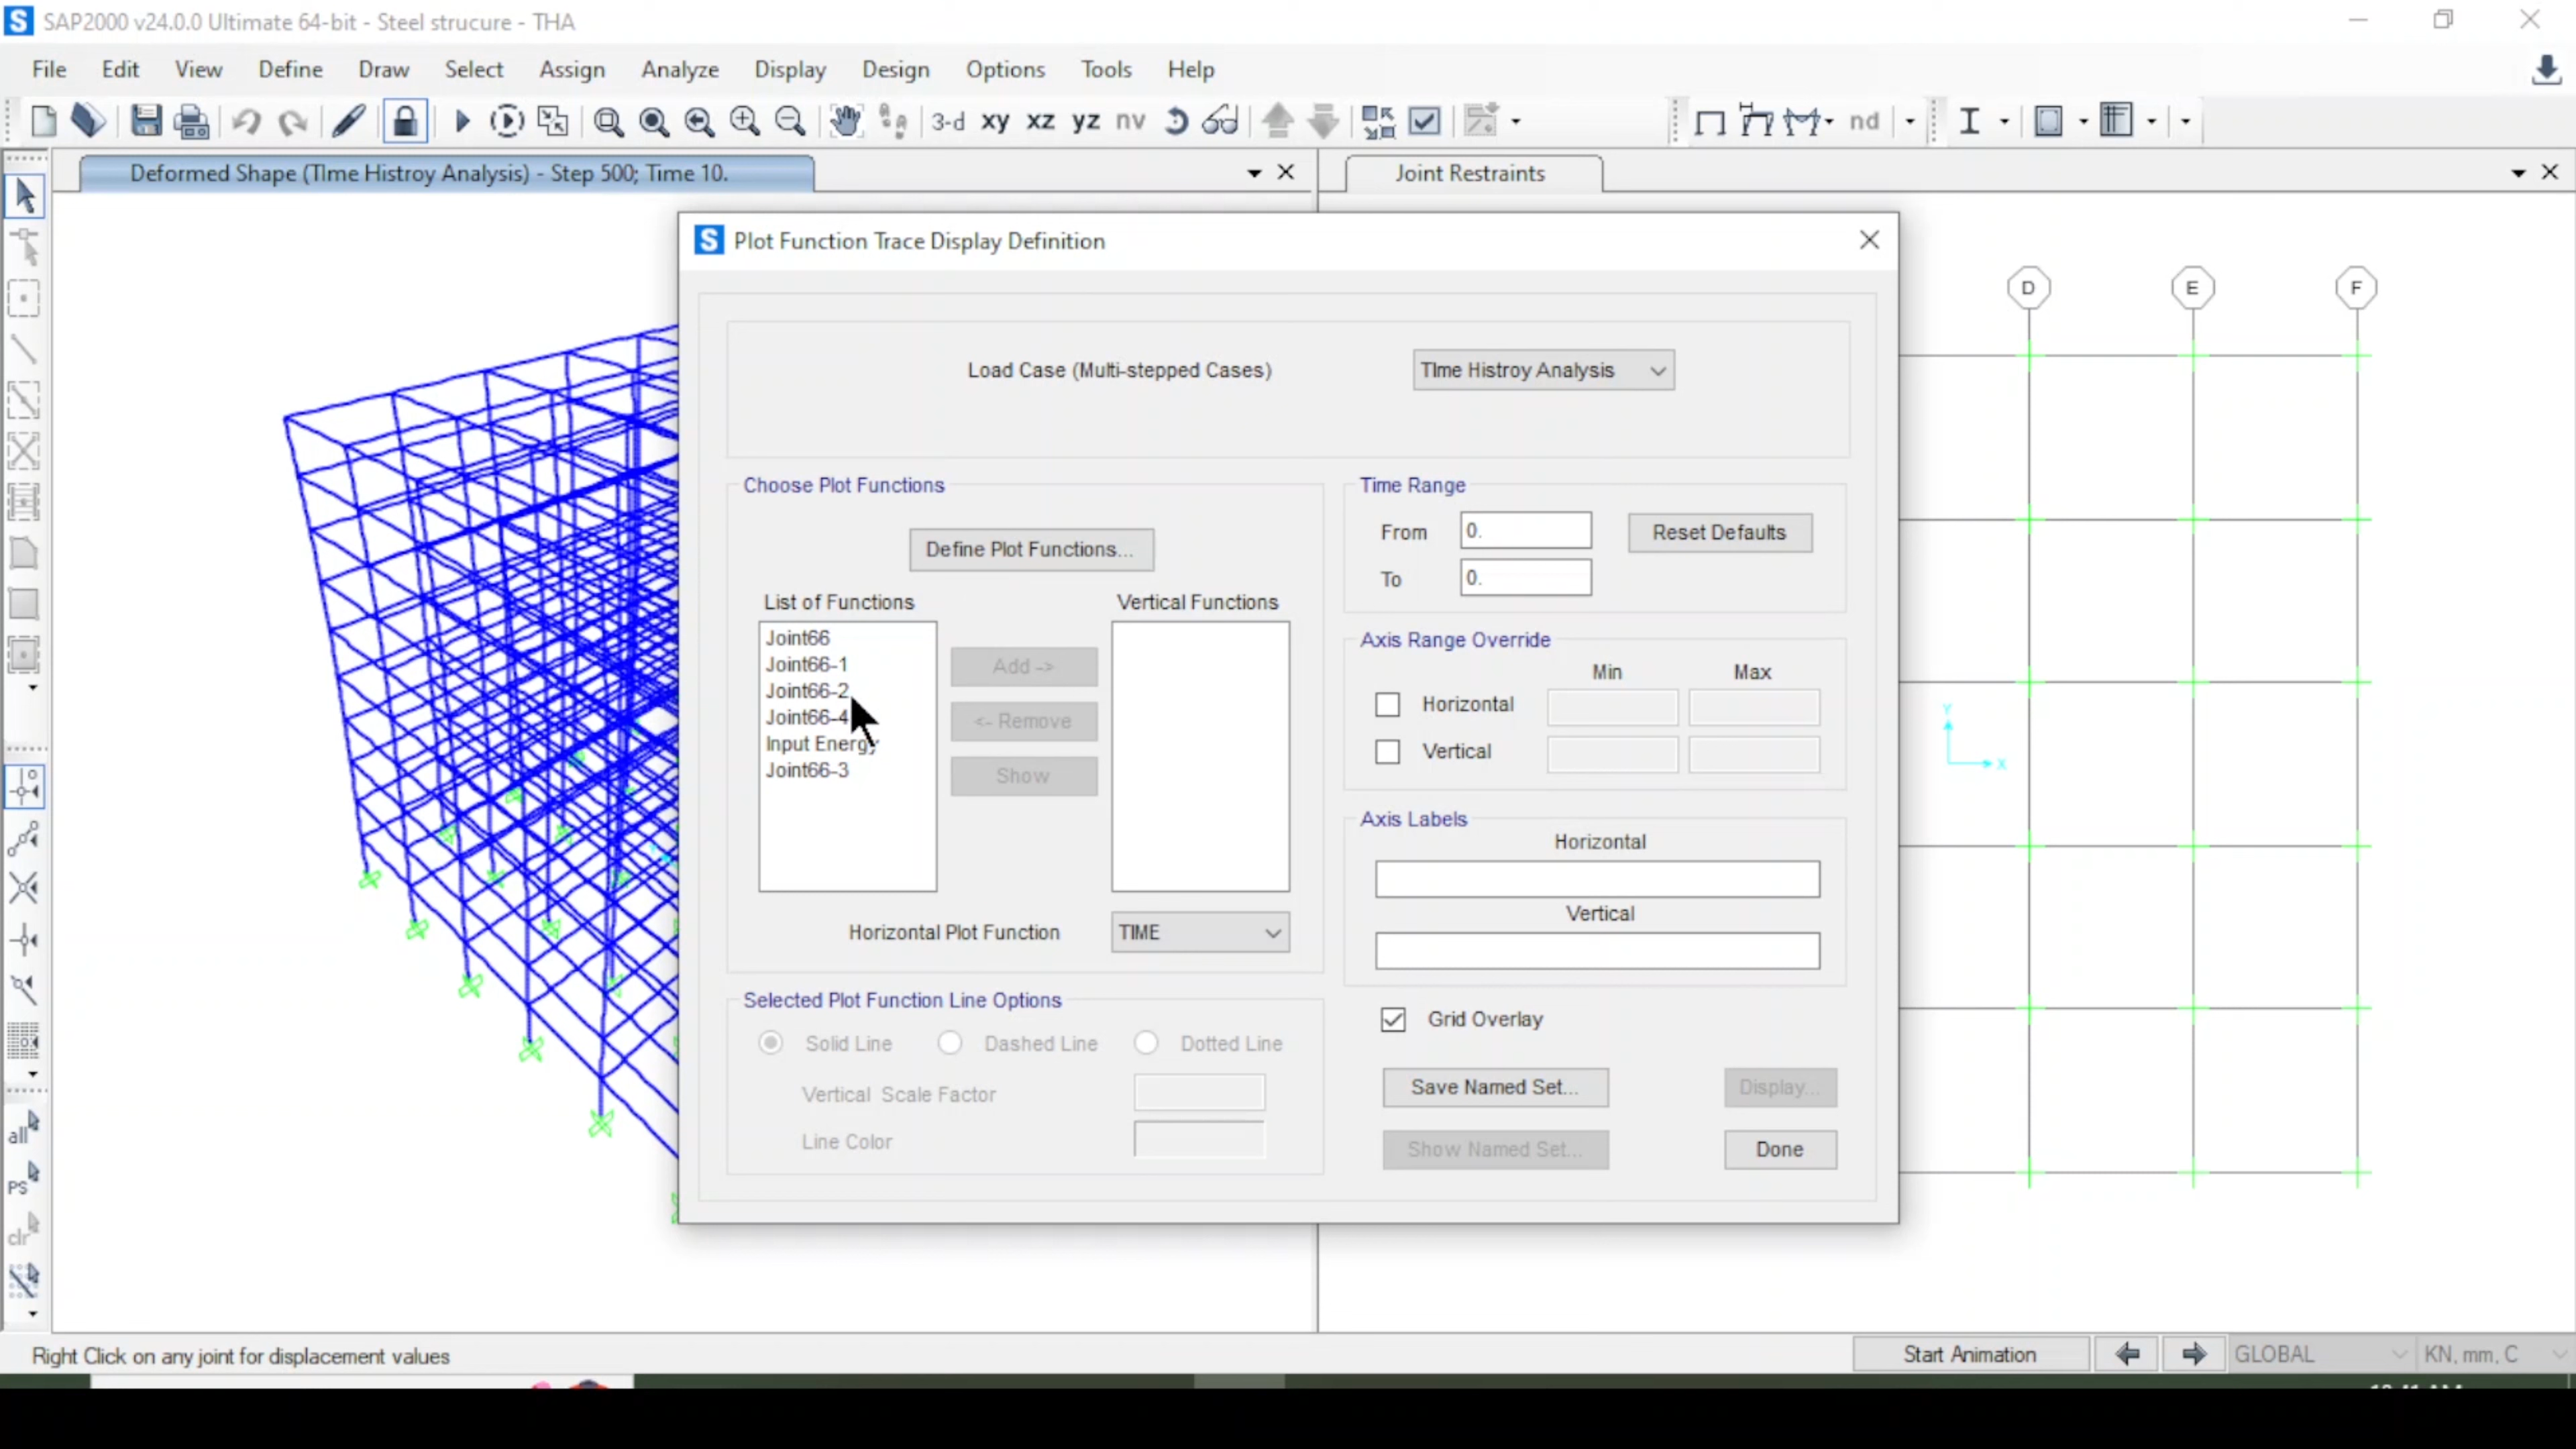 S SAP2000 v24.0.0 Ultimate 64-bit - Steel strucure - THA
File Edit View Define Draw Select Assign Analyze Display Design Options Tools Help
3-d xy xz yz nv nd
Deformed Shape (TIme Histroy Analysis) - Step 500; Time 10.
Joint Restraints
S Plot Function Trace Display Definition
D E F
Load Case (Multi-stepped Cases) TIme Histroy Analysis
Choose Plot Functions
Define Plot Functions...
List of Functions
Vertical Functions
Joint66
Joint66-1
Joint66-2
Joint66-4
Input Energy
Joint66-3
Add ->
<- Remove
Show
Horizontal Plot Function TIME
Selected Plot Function Line Options
Solid Line Dashed Line Dotted Line
Vertical Scale Factor
Line Color
Time Range
From 0.
To 0.
Reset Defaults
Axis Range Override
Min Max
Horizontal
Vertical
Axis Labels
Horizontal
Vertical
Grid Overlay
Save Named Set... Display...
Show Named Set... Done
Y
X
all
PS
clr
Right Click on any joint for displacement values
Start Animation GLOBAL KN, mm, C